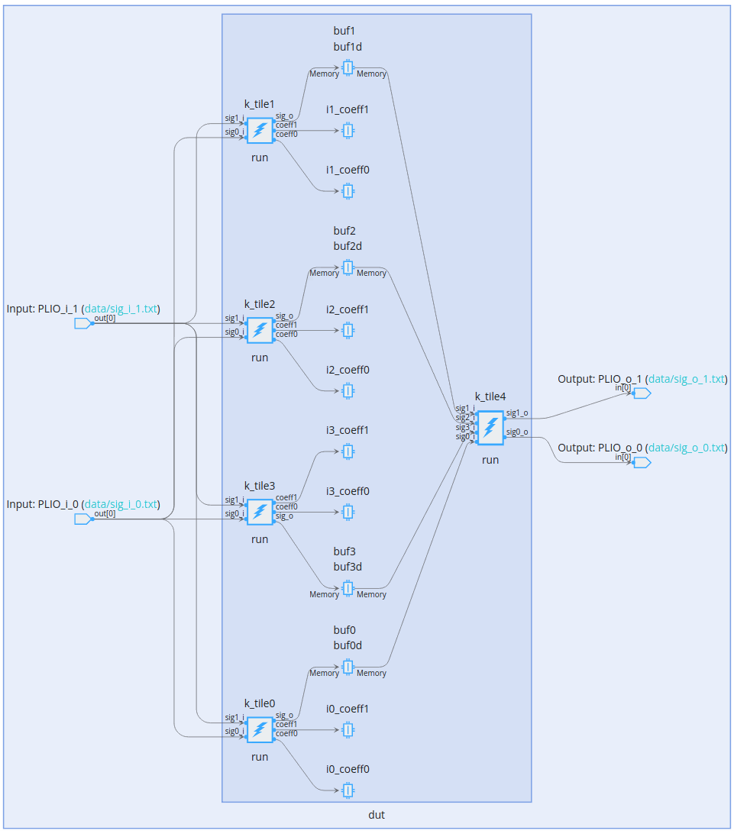 buf1
buf1d
Memory Memory
k_tile1
sig1_i
sig0_i
sig_o
coeff1
coeff0
run
i1_coeff1
i1_coeff0
buf2
buf2d
Memory Memory
k_tile2
sig1_i
sig0_i
sig_o
coeff1
coeff0
run
i2_coeff1
i2_coeff0
Input: PLIO_i_1 (data/sig_i_1.txt)
out[0]
Output: PLIO_o_1 (data/sig_o_1.txt)
in[0]
k_tile4
sig1_i
sig2_i
sig3_i
sig0_i
sig1_o
sig0_o
run
Output: PLIO_o_0 (data/sig_o_0.txt)
in[0]
i3_coeff1
k_tile3
sig1_i
sig0_i
coeff1
coeff0
sig_o
run
i3_coeff0
Input: PLIO_i_0 (data/sig_i_0.txt)
out[0]
buf3
buf3d
Memory Memory
buf0
buf0d
Memory Memory
k_tile0
sig1_i
sig0_i
sig_o
coeff1
coeff0
run
i0_coeff1
i0_coeff0
dut